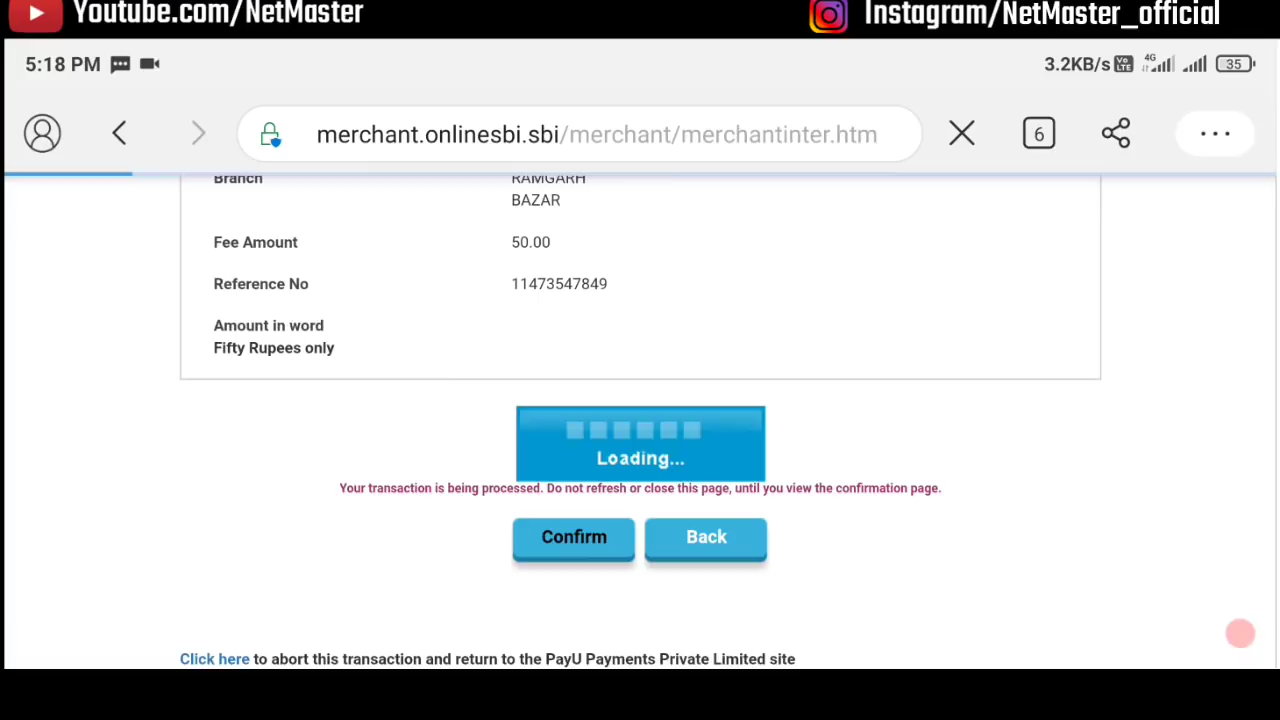 Youtube.com/NetMaster
Instagram/NetMaster_official
5:18 PM
3.2KB/s Vo LTE 4G 35
merchant.onlinesbi.sbi/merchant/merchantinter.htm
6
Branch RAMGARH
BAZAR
Fee Amount 50.00
Reference No 11473547849
Amount in word
Fifty Rupees only
Loading...
Your transaction is being processed. Do not refresh or close this page, until you view the confirmation page.
Confirm Back
Click here to abort this transaction and return to the PayU Payments Private Limited site